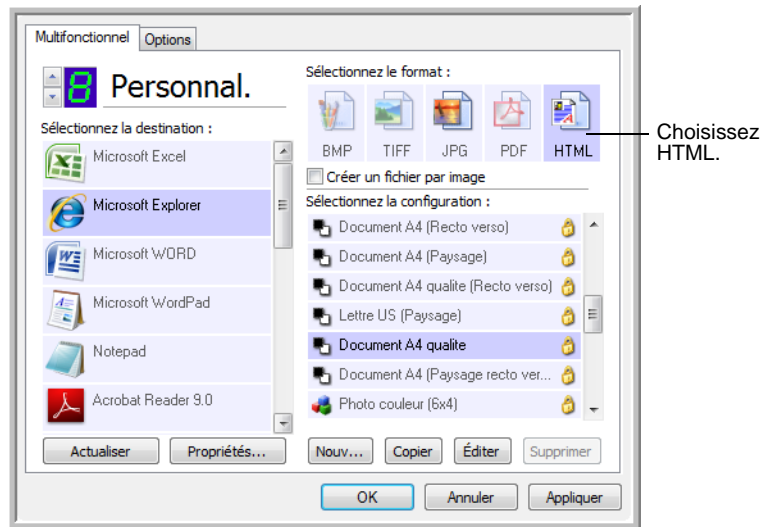 Multifonctionnel
Options
8
Personnal.
Sélectionnez la destination :
Microsoft Excel
Microsoft Explorer
Microsoft WORD
Microsoft WordPad
Notepad
Acrobat Reader 9.0
Actualiser
Propriétés...
Sélectionnez le format :
BMP
TIFF
JPG
PDF
HTML
Choisissez
HTML.
Créer un fichier par image
Sélectionnez la configuration :
Document A4 (Recto verso)
Document A4 (Paysage)
Document A4 qualite (Recto verso)
Lettre US (Paysage)
Document A4 qualite
Document A4 (Paysage recto ver...
Photo couleur (6x4)
Nouv...
Copier
Éditer
Supprimer
OK
Annuler
Appliquer